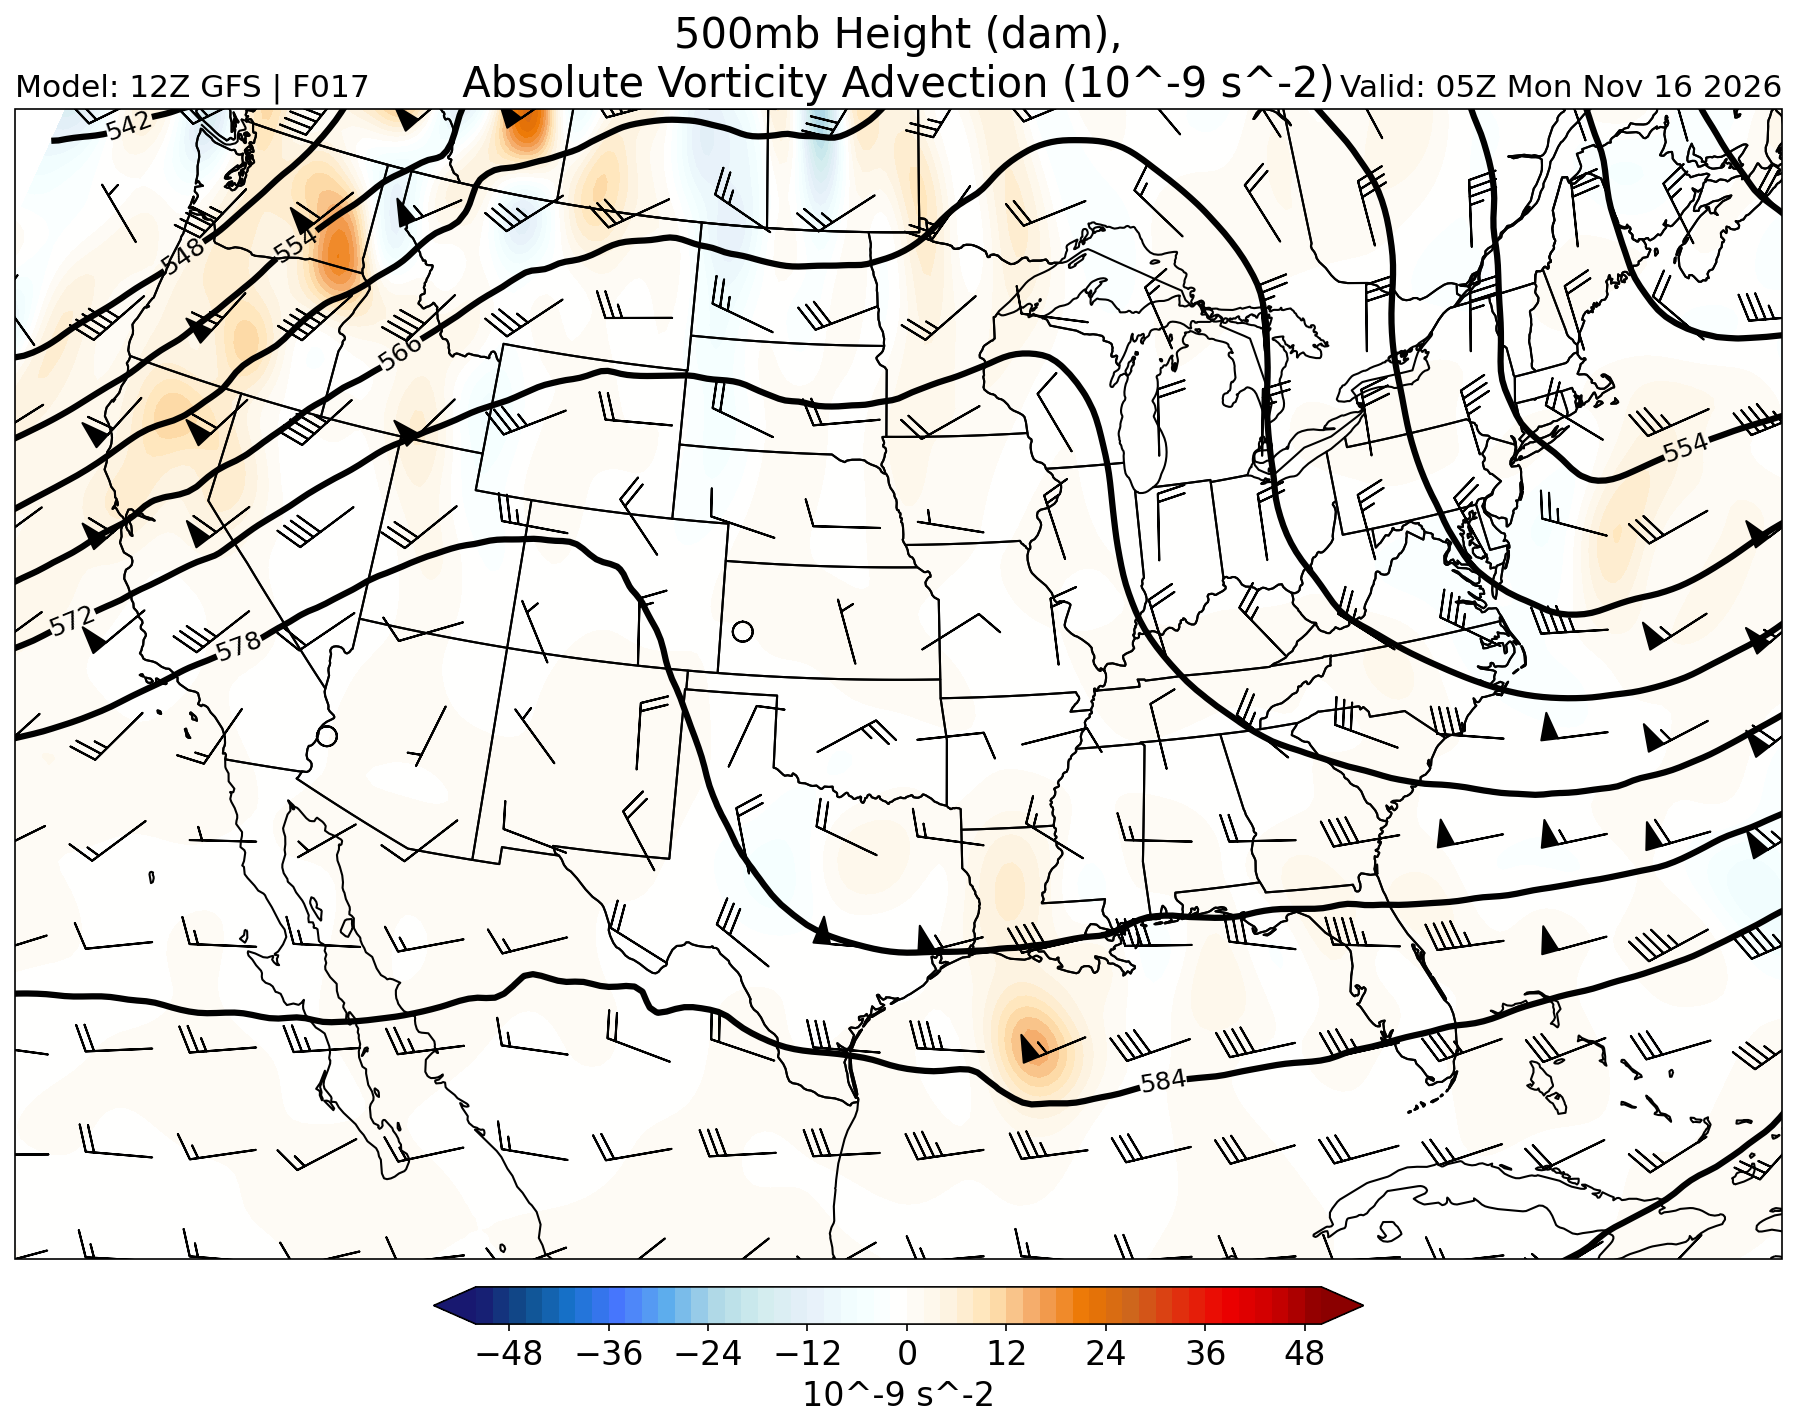 500mb Height (dam),
Model: 12Z GFS | F017
Absolute Vorticity Advection (10^-9 s^-2)
Valid: 05Z Mon Nov 16 2026
542
548
554
566
554
572
578
584
−48 −36 −24 −12 0 12 24 36 48
10^-9 s^-2